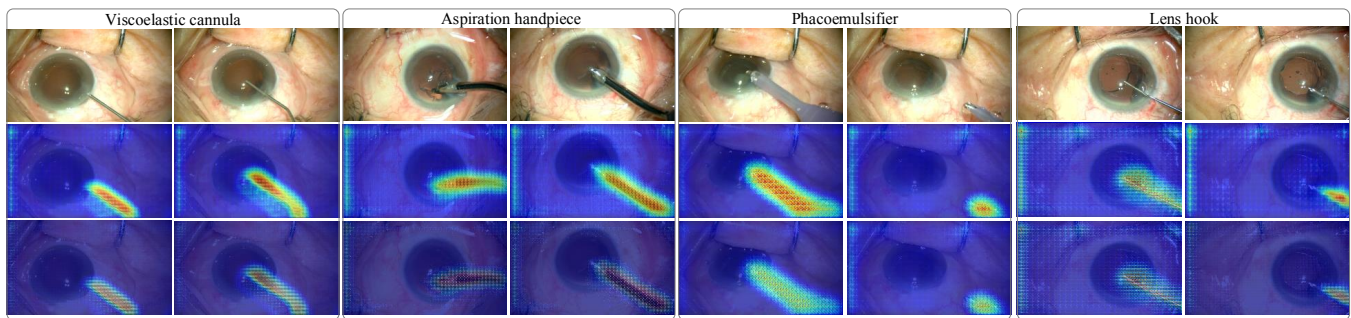 Viscoelastic cannula
Aspiration handpiece
Phacoemulsifier
Lens hook